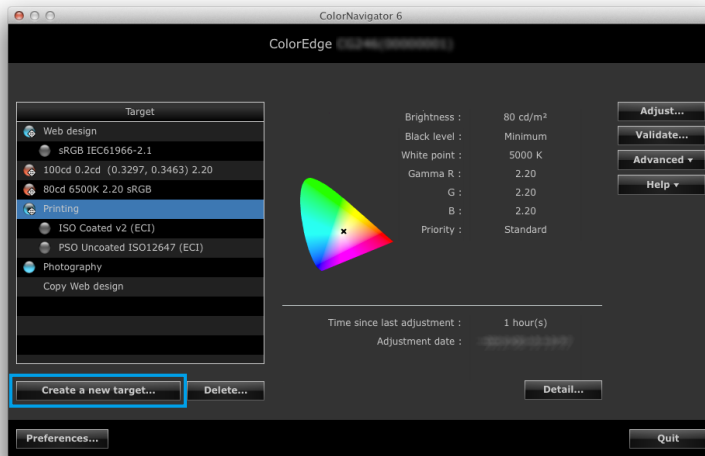 ColorNavigator 6
ColorEdge
Target
Web design
sRGB IEC61966-2.1
100cd 0.2cd (0.3297, 0.3463) 2.20
80cd 6500K 2.20 sRGB
Printing
ISO Coated v2 (ECI)
PSO Uncoated ISO12647 (ECI)
Photography
Copy Web design
Brightness : 80 cd/m²
Black level : Minimum
White point : 5000 K
Gamma R : 2.20
G : 2.20
B : 2.20
Priority : Standard
Time since last adjustment : 1 hour(s)
Adjustment date :
Adjust...
Validate...
Advanced ▾
Help ▾
Create a new target...
Delete...
Detail...
Preferences...
Quit